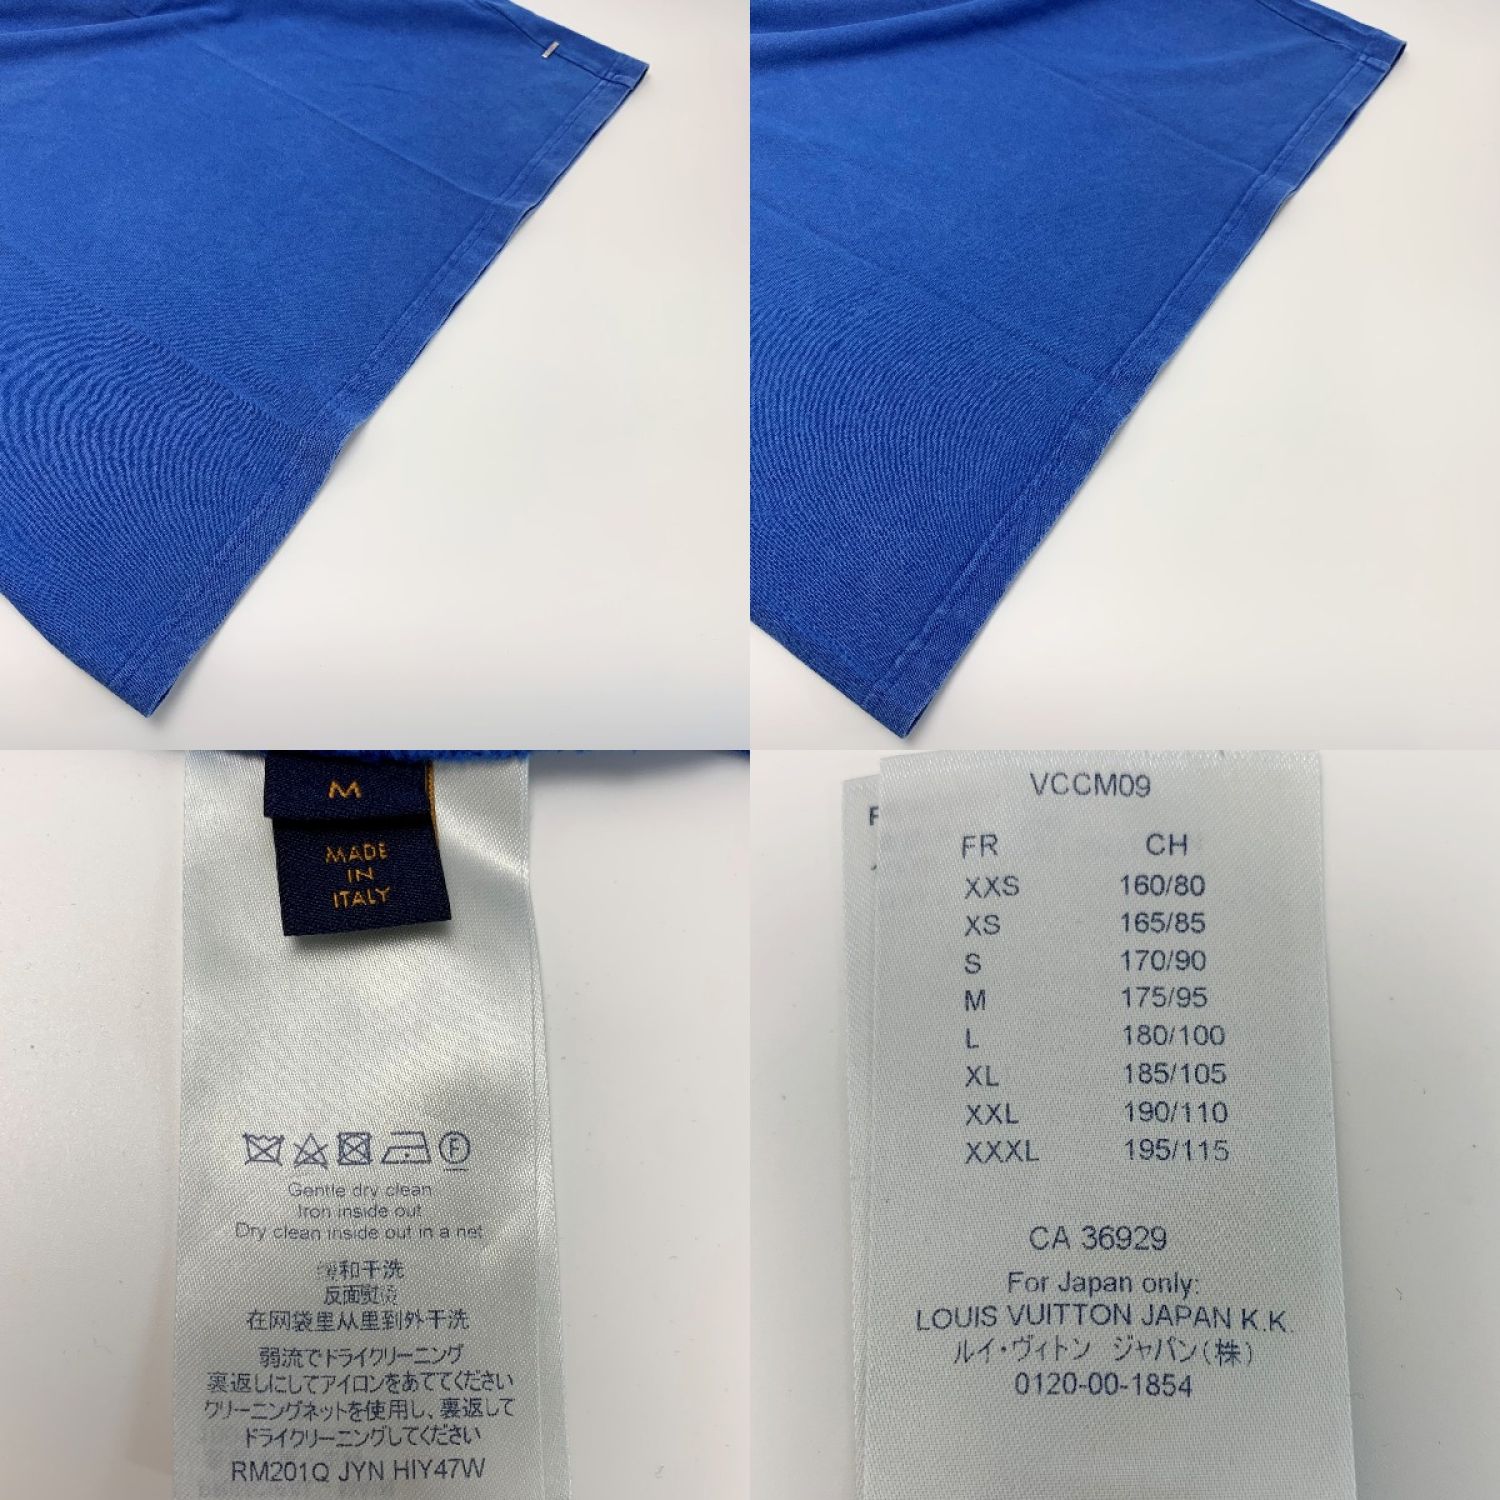 M
MADE
IN
ITALY
F
Gentle dry clean
Iron inside out
Dry clean inside out in a net
和干洗
反面熨烫
在网袋里从里到外干洗
弱流でドライクリーニング
裏返しにしてアイロンをあててください
クリーニングネットを使用し、裏返して
ドライクリーニングしてください
RM201Q JYN HIY47W
VCCM09
FR CH
XXS 160/80
XS 165/85
S 170/90
M 175/95
L 180/100
XL 185/105
XXL 190/110
XXXL 195/115
CA 36929
For Japan only:
LOUIS VUITTON JAPAN K.K.
ルイ・ヴィトン ジャパン(株)
0120-00-1854